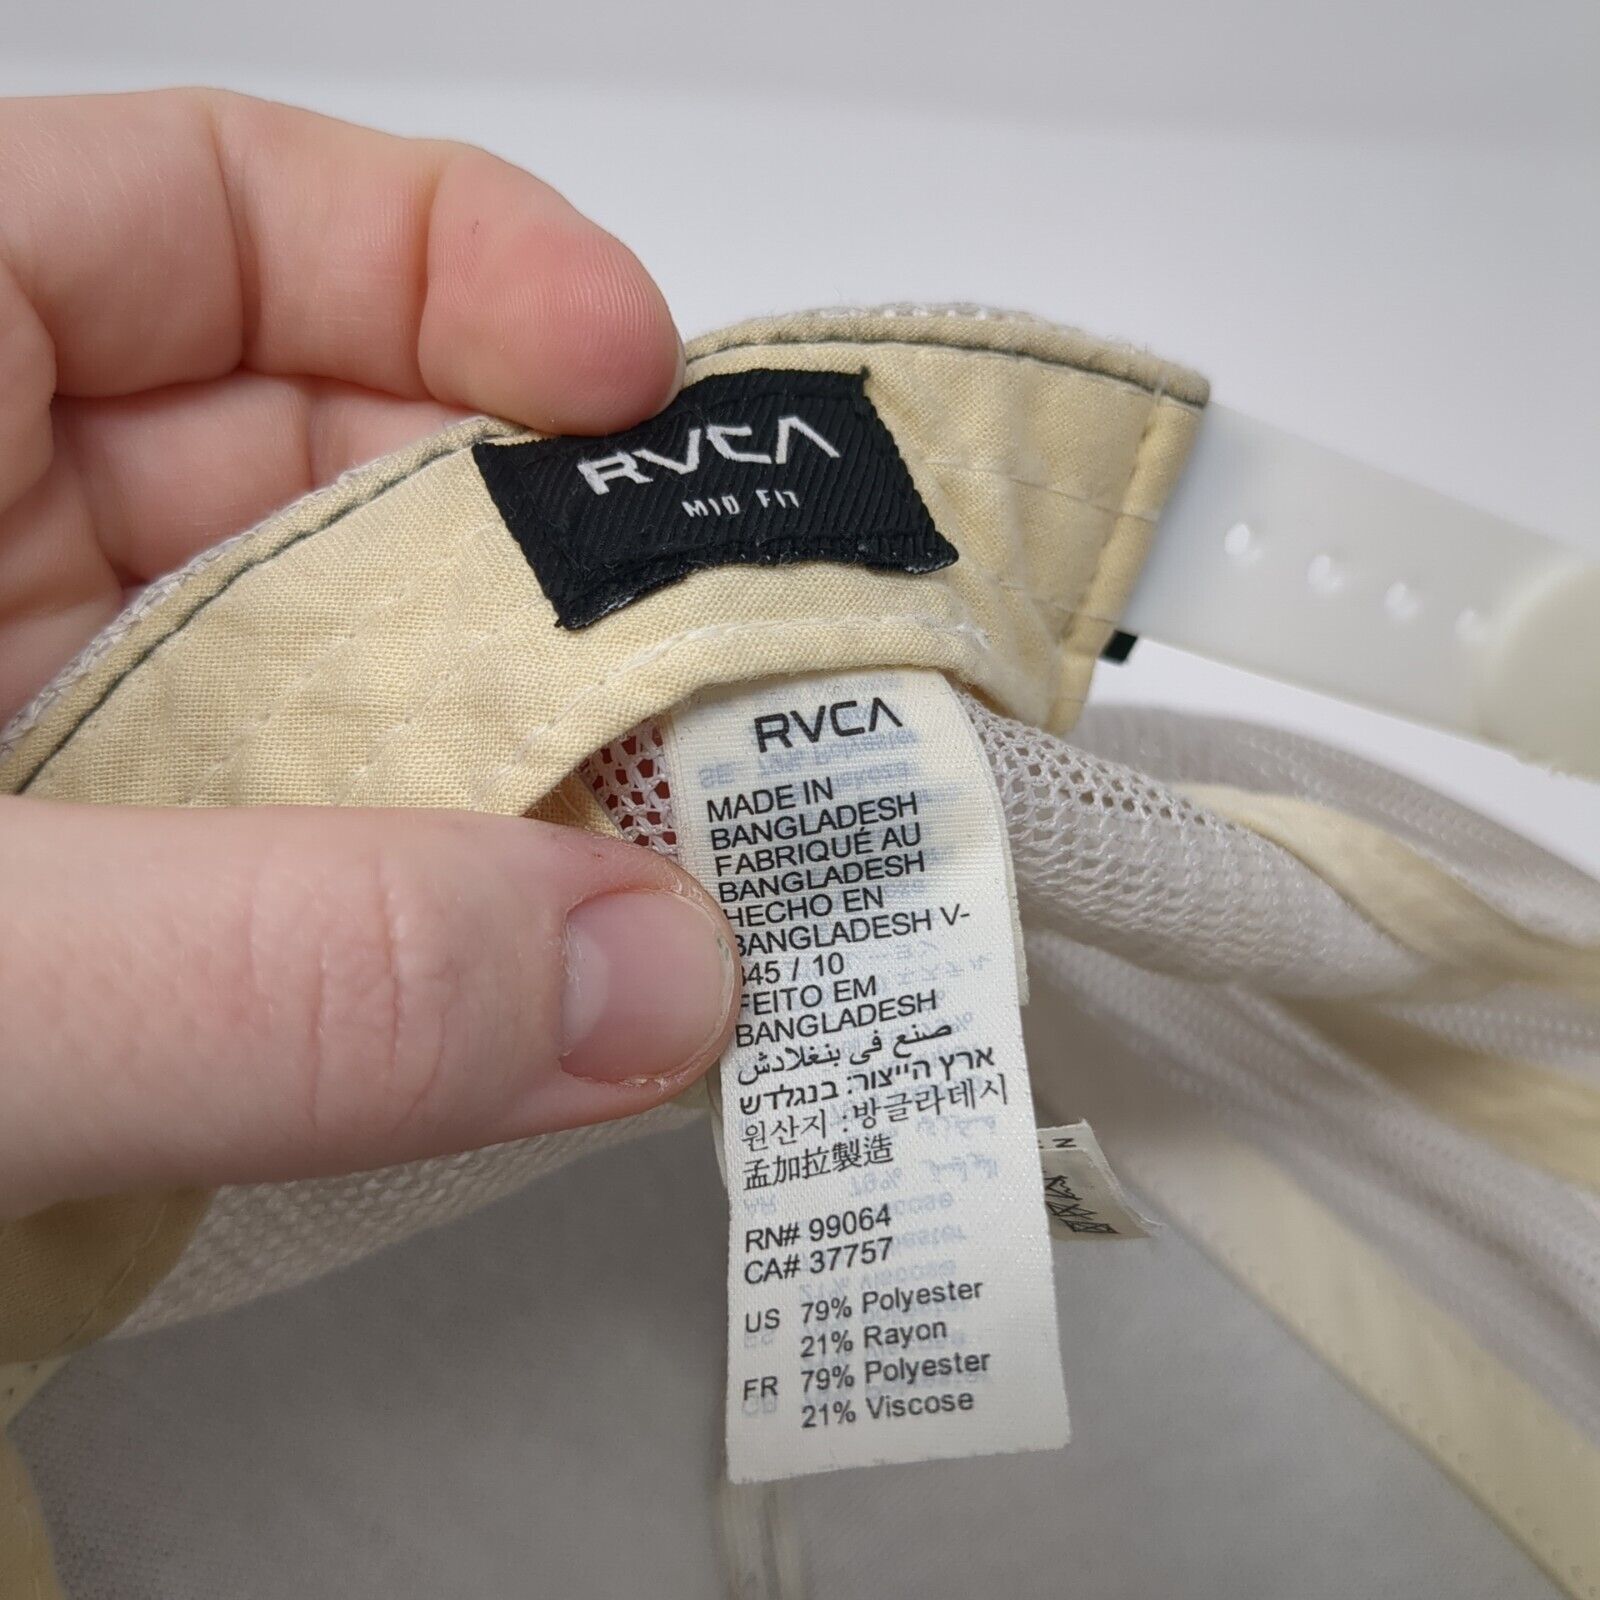 RVCA
MID FIT
RVCA
MADE IN
BANGLADESH
FABRIQUÉ AU
BANGLADESH
HECHO EN
BANGLADESH V-
345 / 10
FEITO EM
BANGLADESH
صنع في بنغلادش
ארץ הייצור: בנגלדש
원산지 : 방글라데시
孟加拉製造
RN# 99064
CA# 37757
US 79% Polyester
21% Rayon
FR 79% Polyester
21% Viscose